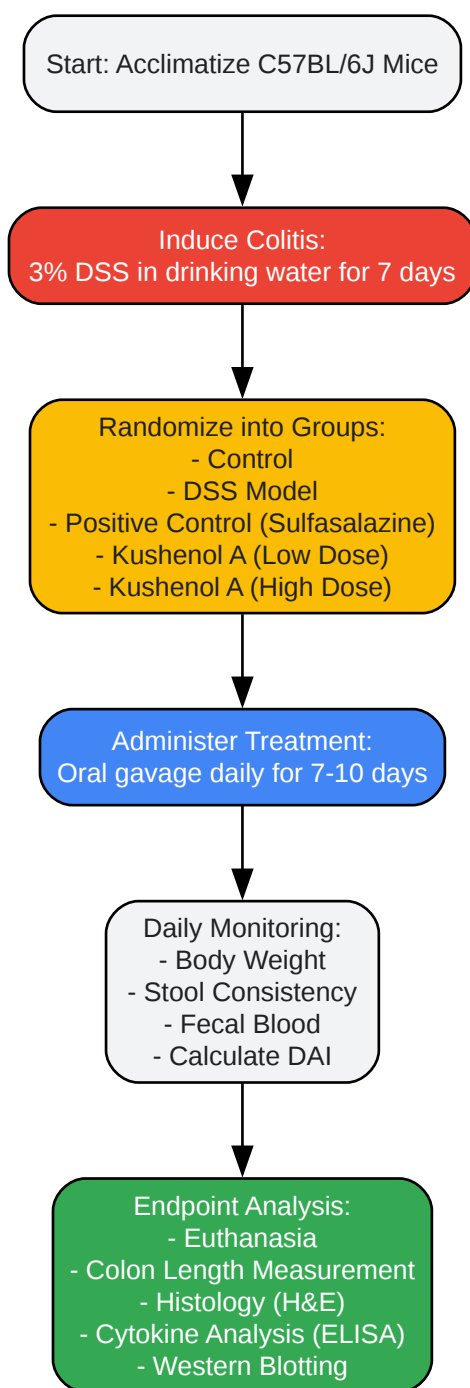 Start: Acclimatize C57BL/6J Mice
Induce Colitis:
3% DSS in drinking water for 7 days
Randomize into Groups:
- Control
- DSS Model
- Positive Control (Sulfasalazine)
- Kushenol A (Low Dose)
- Kushenol A (High Dose)
Administer Treatment:
Oral gavage daily for 7-10 days
Daily Monitoring:
- Body Weight
- Stool Consistency
- Fecal Blood
- Calculate DAI
Endpoint Analysis:
- Euthanasia
- Colon Length Measurement
- Histology (H&E)
- Cytokine Analysis (ELISA)
- Western Blotting